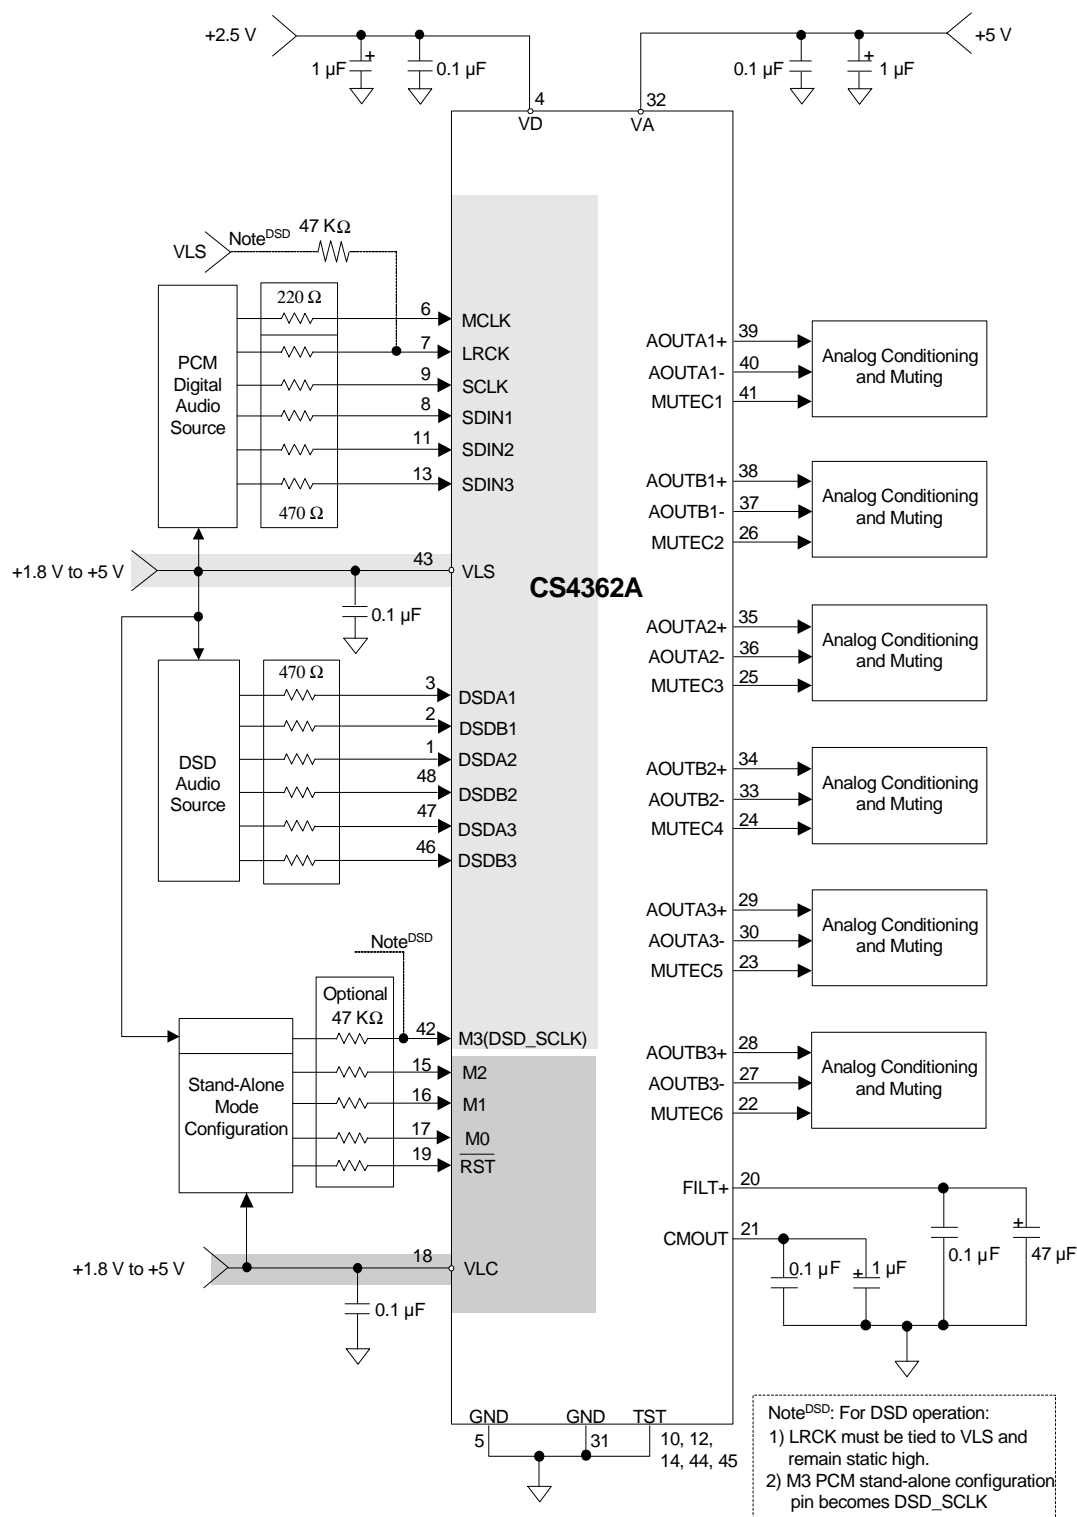 +2.5 V
+5 V
1 µF
+
0.1 µF
0.1 µF
+
1 µF
4
32
VD
VA
VLS
Note^DSD
47 KΩ
PCM
Digital
Audio
Source
220 Ω
470 Ω
6
MCLK
7
LRCK
9
SCLK
8
SDIN1
11
SDIN2
13
SDIN3
+1.8 V to +5 V
43
VLS
0.1 µF
CS4362A
DSD
Audio
Source
470 Ω
3
DSDA1
2
DSDB1
1
DSDA2
48
DSDB2
47
DSDA3
46
DSDB3
Note^DSD
Optional
47 KΩ
Stand-Alone
Mode
Configuration
42
M3(DSD_SCLK)
15
M2
16
M1
17
M0
19
RST
+1.8 V to +5 V
18
VLC
0.1 µF
AOUTA1+
39
AOUTA1-
40
MUTEC1
41
Analog Conditioning
and Muting
AOUTB1+
38
AOUTB1-
37
MUTEC2
26
Analog Conditioning
and Muting
AOUTA2+
35
AOUTA2-
36
MUTEC3
25
Analog Conditioning
and Muting
AOUTB2+
34
AOUTB2-
33
MUTEC4
24
Analog Conditioning
and Muting
AOUTA3+
29
AOUTA3-
30
MUTEC5
23
Analog Conditioning
and Muting
AOUTB3+
28
AOUTB3-
27
MUTEC6
22
Analog Conditioning
and Muting
FILT+
20
CMOUT
21
0.1 µF
+
1 µF
0.1 µF
+
47 µF
GND
5
GND
31
TST
10, 12,
14, 44, 45
Note^DSD: For DSD operation:
1) LRCK must be tied to VLS and
remain static high.
2) M3 PCM stand-alone configuration
pin becomes DSD_SCLK